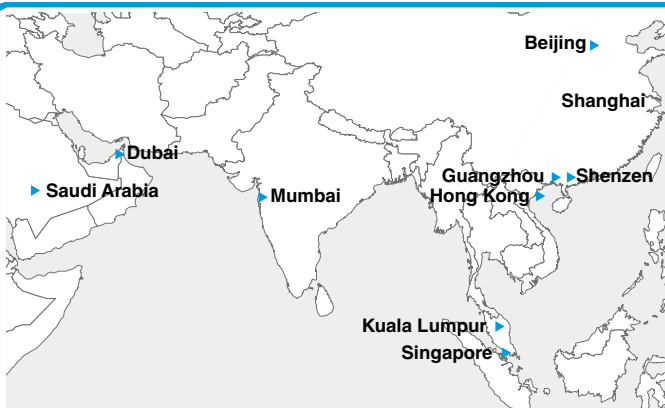 Beijing
Shanghai
Dubai
Saudi Arabia
Mumbai
Guangzhou
Shenzen
Hong Kong
Kuala Lumpur
Singapore